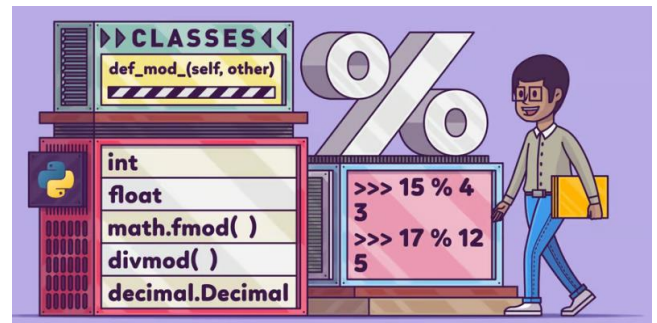 CLASSES
def_mod_(self, other)
%
int
float
math.fmod( )
divmod( )
decimal.Decimal
>>> 15 % 4
3
>>> 17 % 12
5